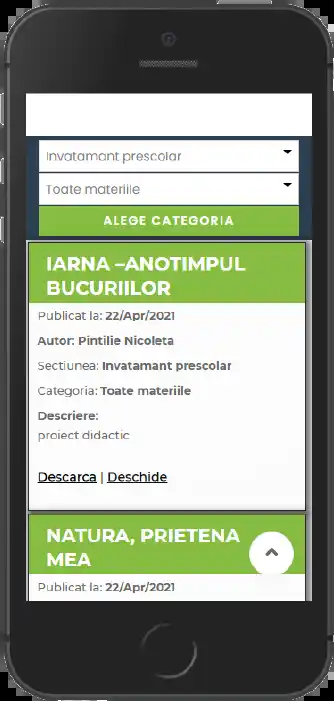 Invatamant prescolar
Toate materiile
ALEGE CATEGORIA
IARNA –ANOTIMPUL
BUCURIILOR
Publicat la: 22/Apr/2021
Autor: Pintilie Nicoleta
Sectiunea: Invatamant prescolar
Categoria: Toate materiile
Descriere:
proiect didactic
Descarca | Deschide
NATURA, PRIETENA
MEA
Publicat la: 22/Apr/2021